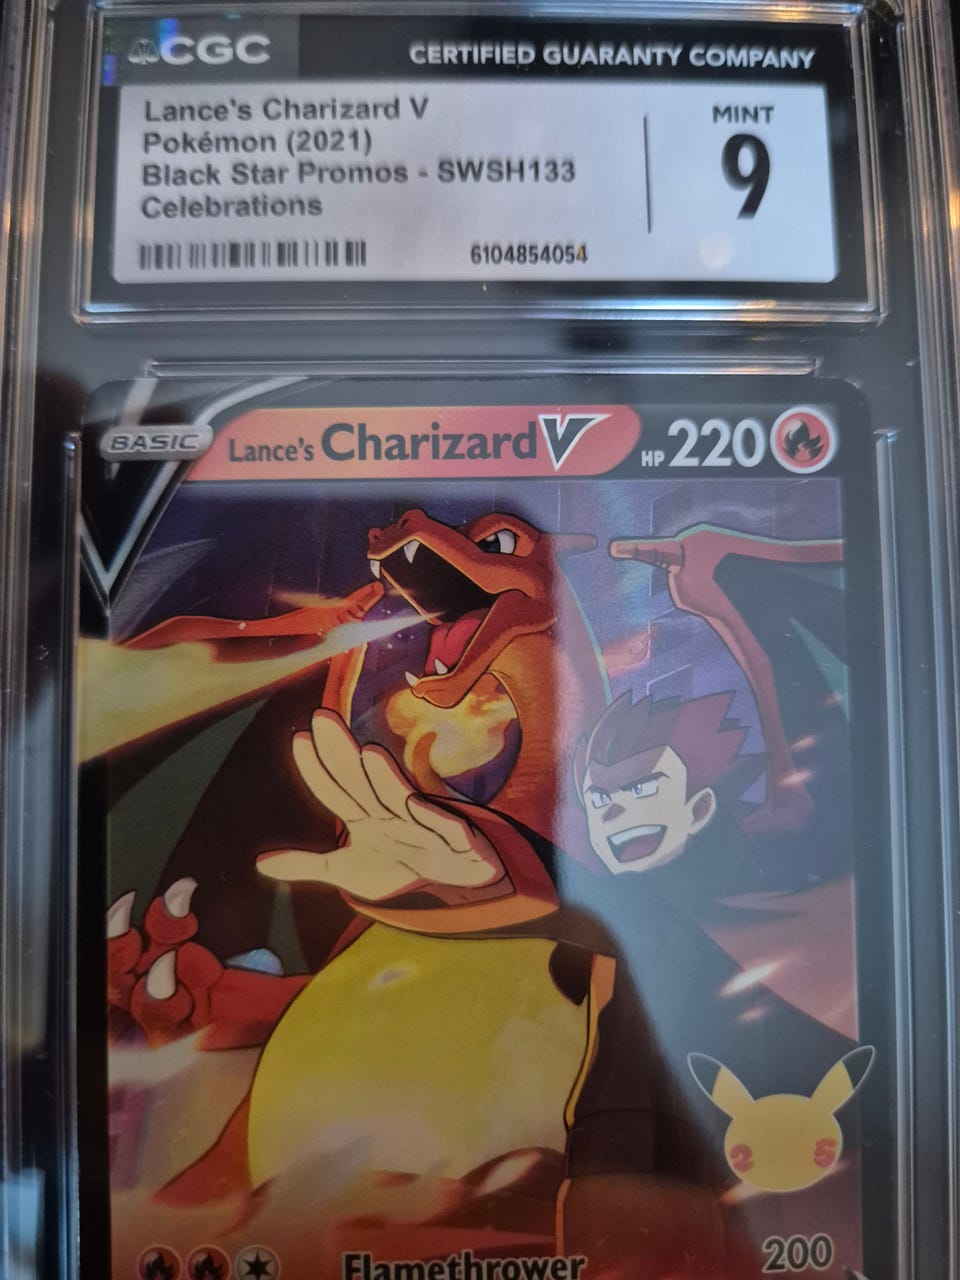 CGC
CERTIFIED GUARANTY COMPANY
Lance's Charizard V
Pokémon (2021)
Black Star Promos - SWSH133
Celebrations
MINT
9
6104854054
BASIC
Lance's Charizard V
HP 220
25
Flamethrower
200